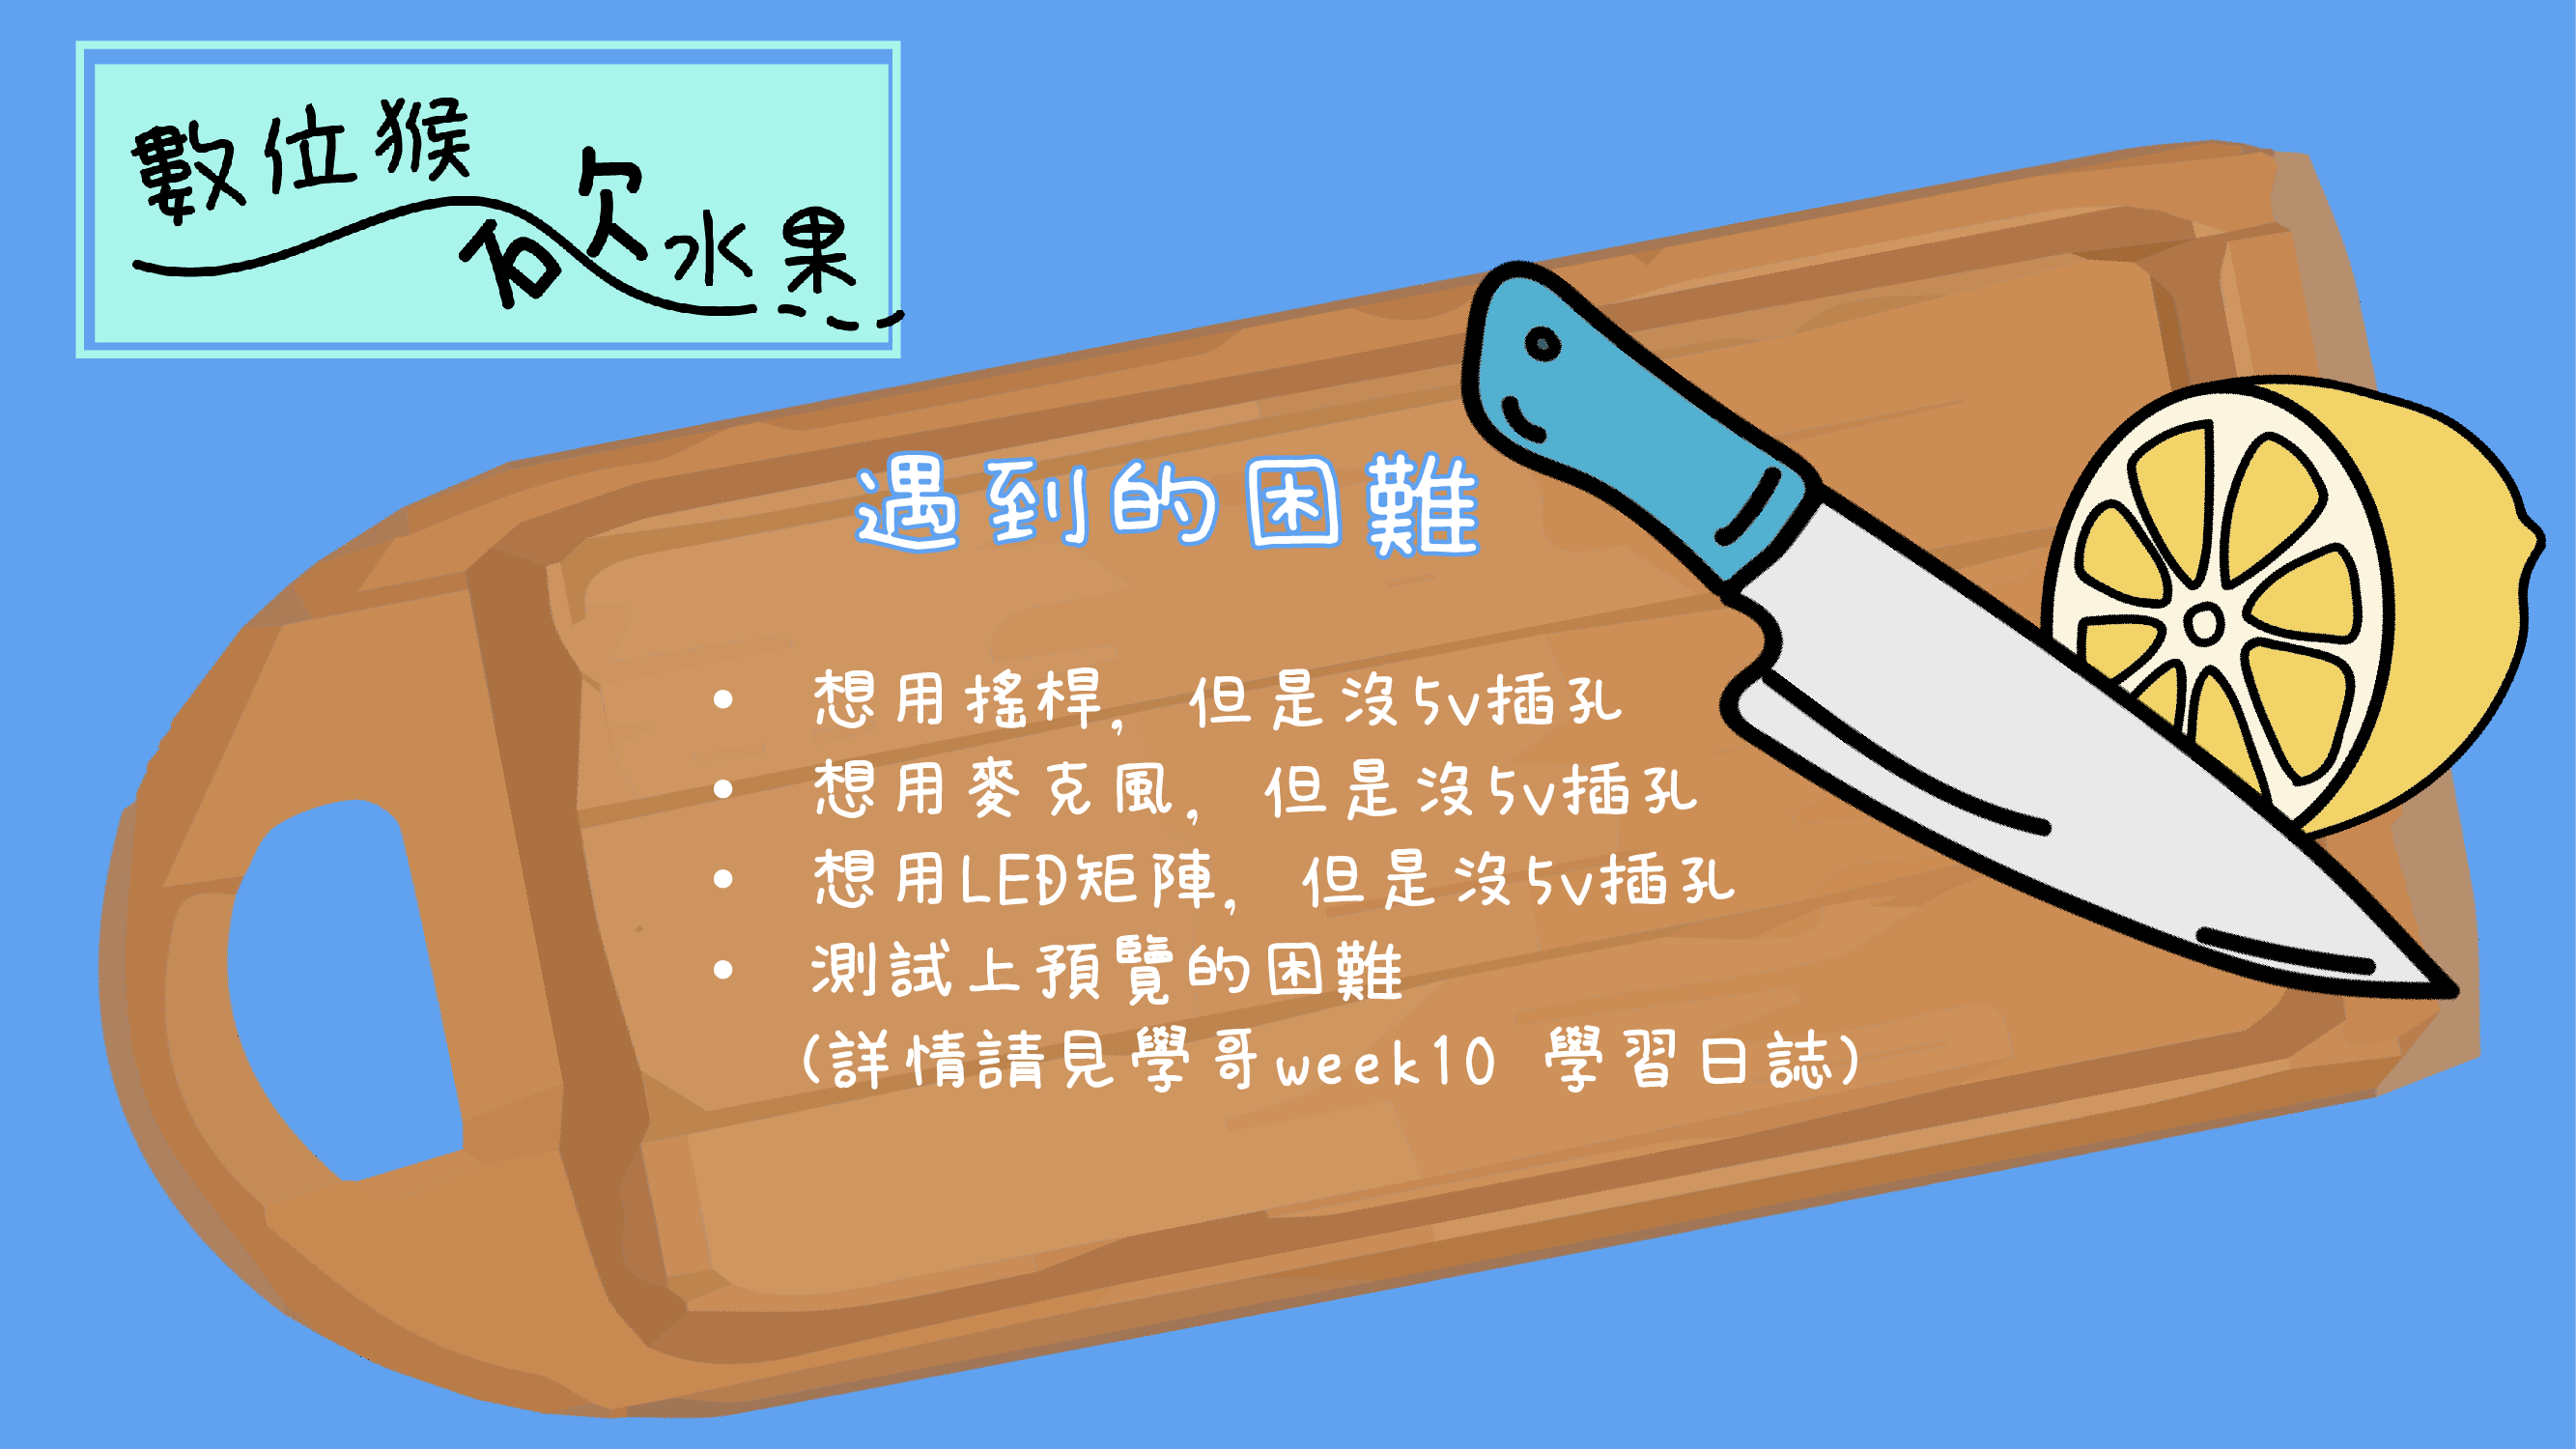 數位猴
砍水果
遇到的困難
• 想用搖桿, 但是沒5v插孔
• 想用麥克風, 但是沒5v插孔
• 想用LED矩陣, 但是沒5v插孔
• 測試上預覽的困難
(詳情請見學哥week10 學習日誌)